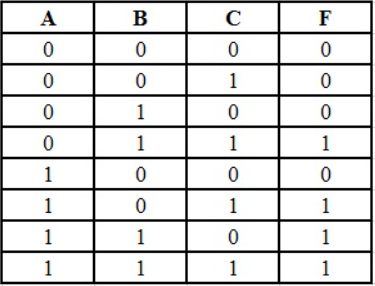 A B C F
0 0 0 0
0 0 1 0
0 1 0 0
0 1 1 1
1 0 0 0
1 0 1 1
1 1 0 1
1 1 1 1